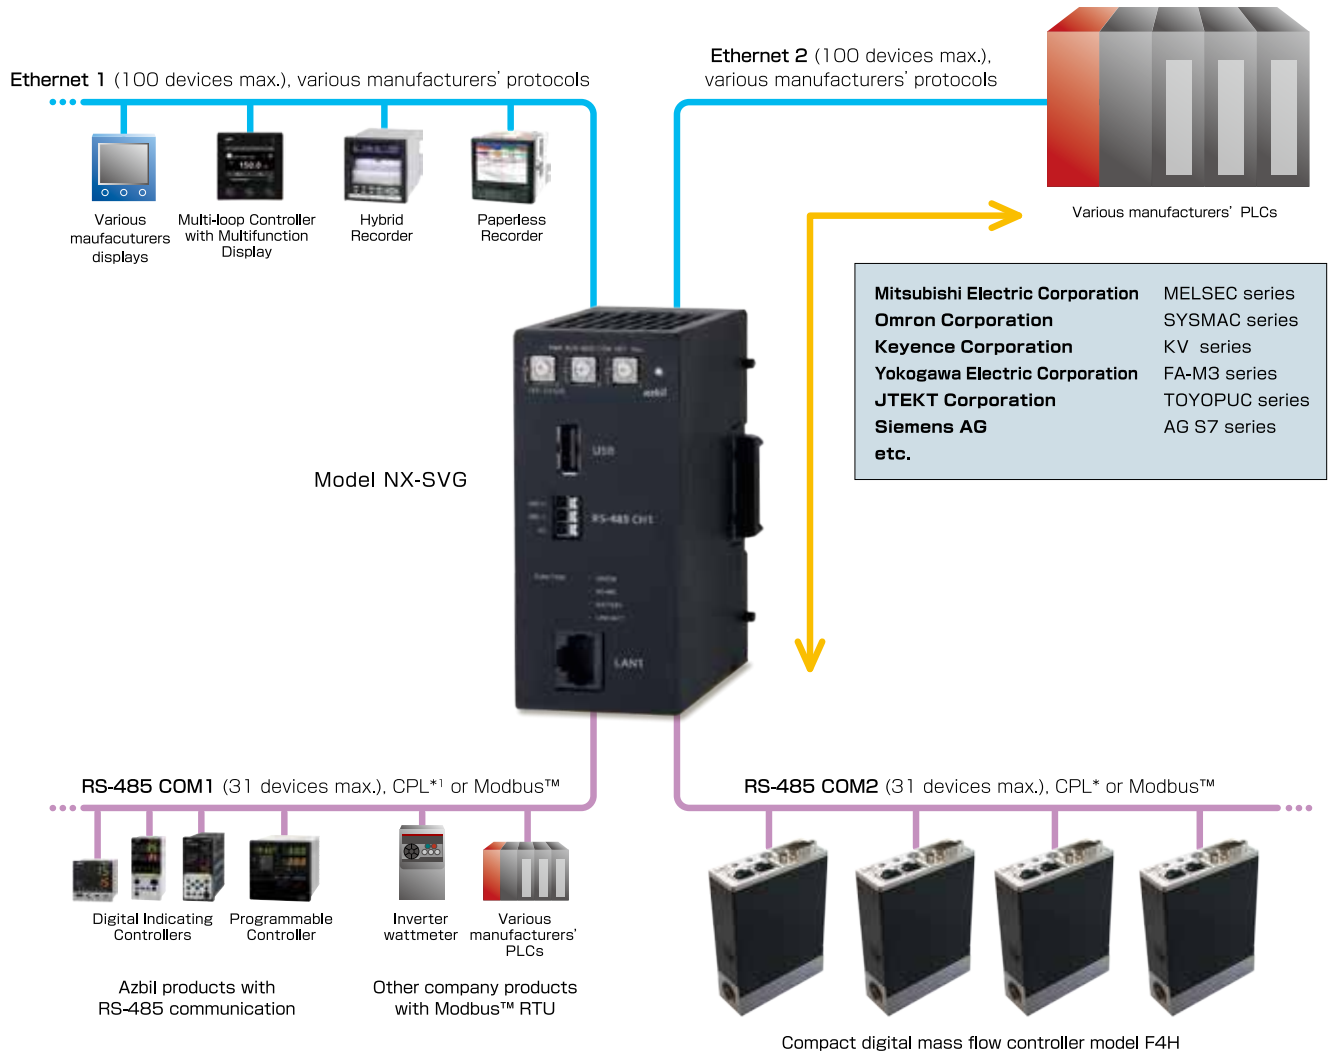 Ethernet 1 (100 devices max.), various manufacturers' protocols
Ethernet 2 (100 devices max.),
various manufacturers' protocols
Various
maufacuturers
displays
Multi-loop Controller
with Multifunction
Display
Hybrid
Recorder
Paperless
Recorder
Various manufacturers' PLCs
Mitsubishi Electric Corporation MELSEC series
Omron Corporation SYSMAC series
Keyence Corporation KV series
Yokogawa Electric Corporation FA-M3 series
JTEKT Corporation TOYOPUC series
Siemens AG AG S7 series
etc.
Model NX-SVG
azbil
USB
RS-485 CH1
LAN1
RS-485 COM1 (31 devices max.), CPL*1 or Modbus™
RS-485 COM2 (31 devices max.), CPL* or Modbus™
Digital Indicating
Controllers
Programmable
Controller
Inverter
wattmeter
Various
manufacturers'
PLCs
Azbil products with
RS-485 communication
Other company products
with Modbus™ RTU
Compact digital mass flow controller model F4H